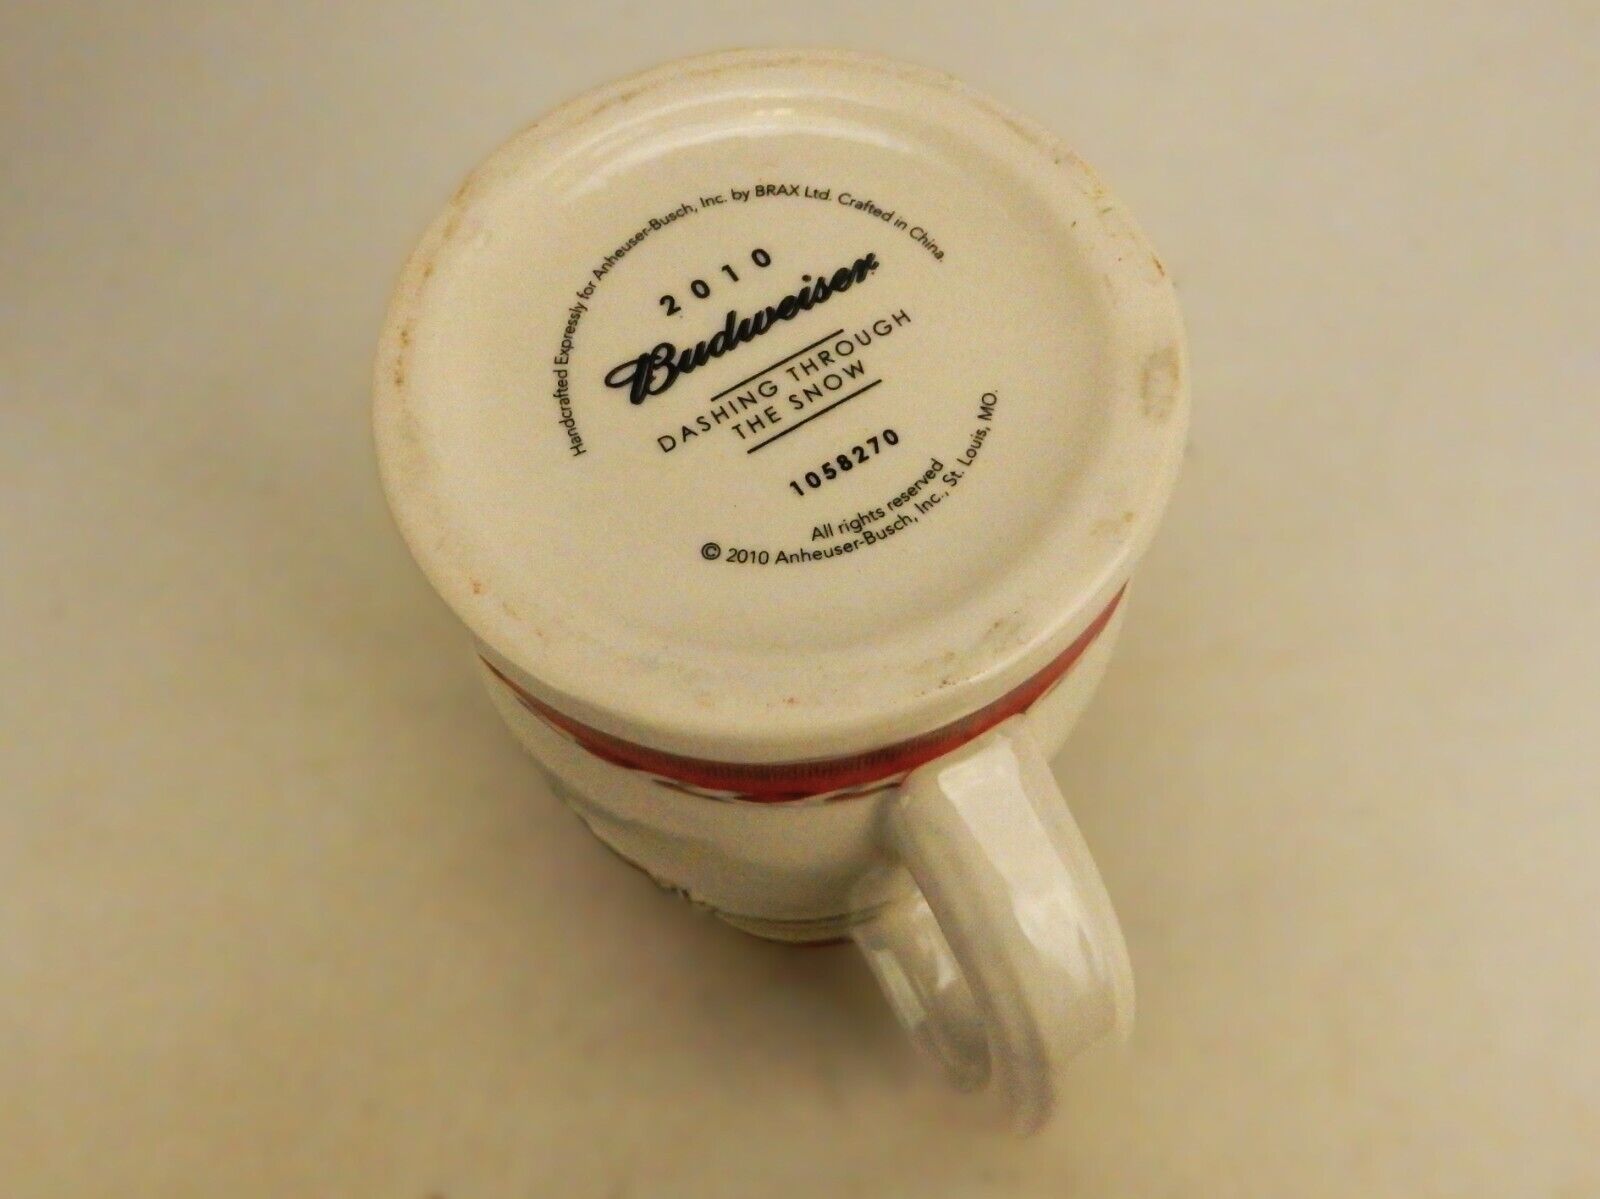 Handcrafted Expressly for Anheuser-Busch, Inc. by BRAX Ltd. Crafted in China.
2010
Budweiser
DASHING THROUGH
THE SNOW
1058270
All rights reserved
© 2010 Anheuser-Busch, Inc., St. Louis, MO.